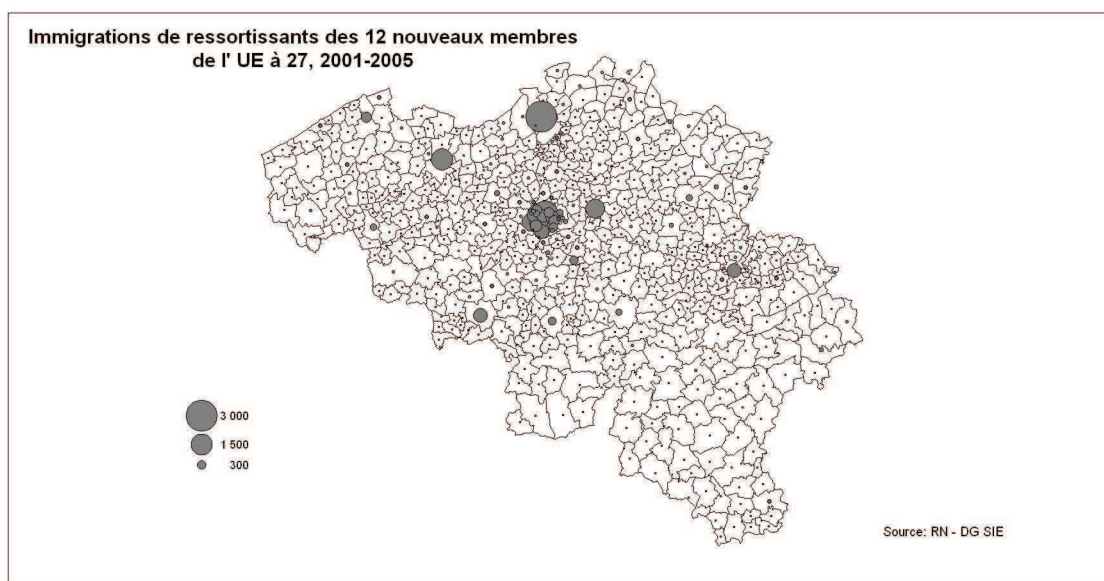 Immigrations de ressortissants des 12 nouveaux membres
de l' UE à 27, 2001-2005
3 000
1 500
300
Source: RN - DG SIE